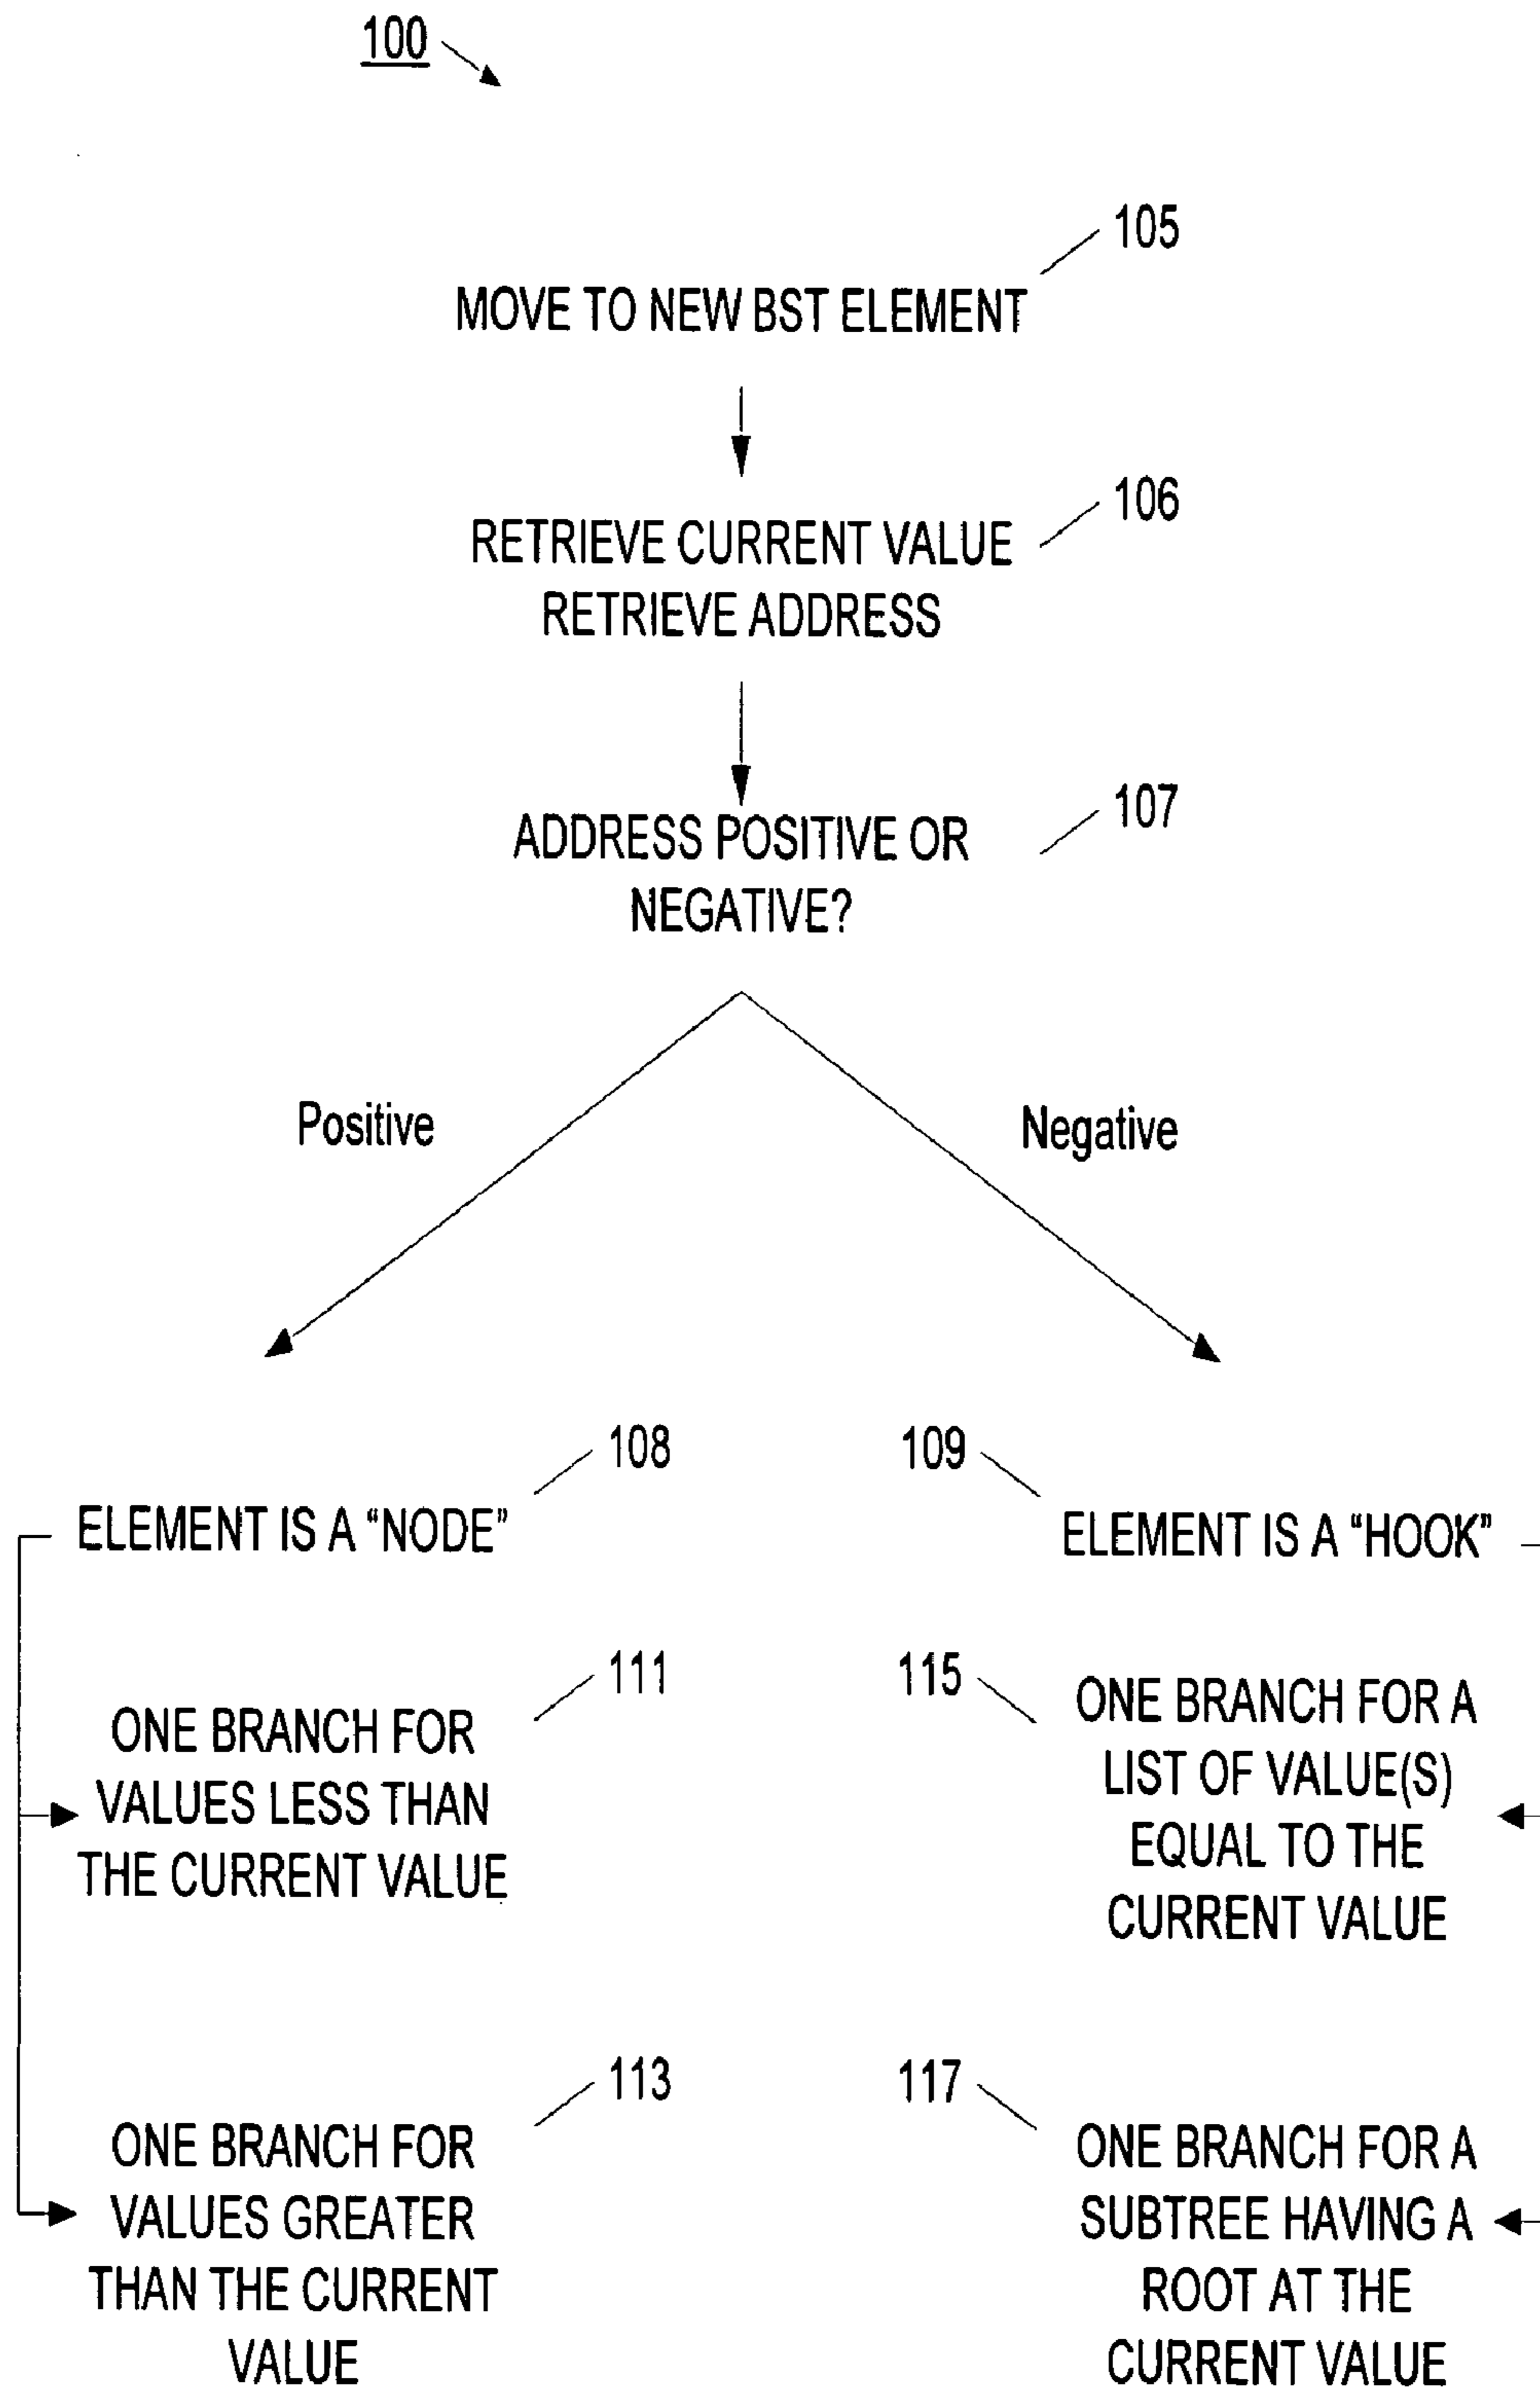 100
105
MOVE TO NEW BST ELEMENT
106
RETRIEVE CURRENT VALUE
RETRIEVE ADDRESS
107
ADDRESS POSITIVE OR
NEGATIVE?
Positive
Negative
108
ELEMENT IS A “NODE”
109
ELEMENT IS A “HOOK”
111
ONE BRANCH FOR
VALUES LESS THAN
THE CURRENT VALUE
115
ONE BRANCH FOR A
LIST OF VALUE(S)
EQUAL TO THE
CURRENT VALUE
113
ONE BRANCH FOR
VALUES GREATER
THAN THE CURRENT
VALUE
117
ONE BRANCH FOR A
SUBTREE HAVING A
ROOT AT THE
CURRENT VALUE